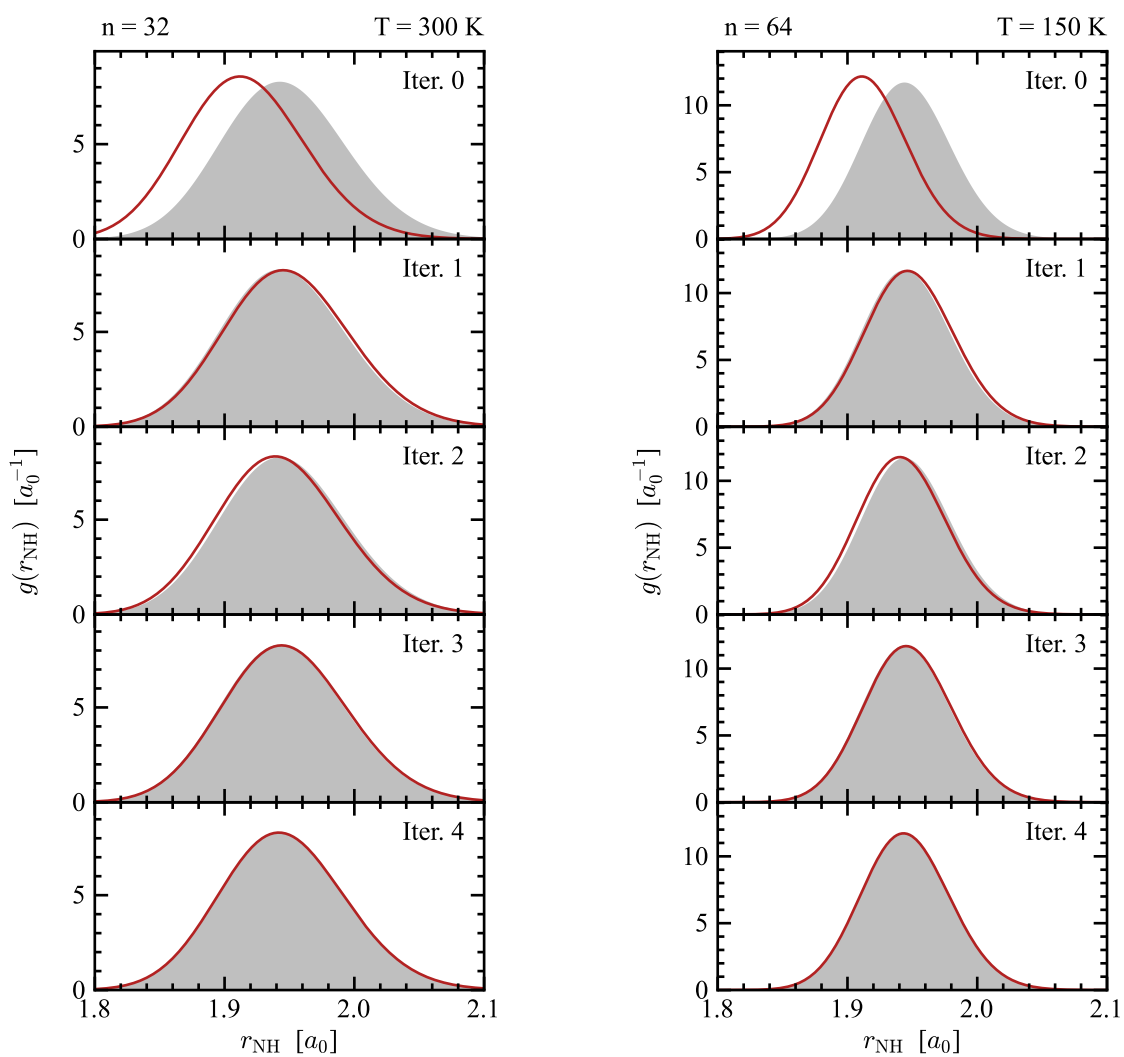 n = 32 T = 300 K
Iter. 0
5
0
Iter. 1
5
0
Iter. 2
5
0
Iter. 3
5
0
Iter. 4
5
0
1.8 1.9 2.0 2.1
r_NH [a_0]
g(r_NH) [a_0^{-1}]
n = 64 T = 150 K
Iter. 0
10
5
0
Iter. 1
10
5
0
Iter. 2
10
5
0
Iter. 3
10
5
0
Iter. 4
10
5
0
1.8 1.9 2.0 2.1
r_NH [a_0]
g(r_NH) [a_0^{-1}]